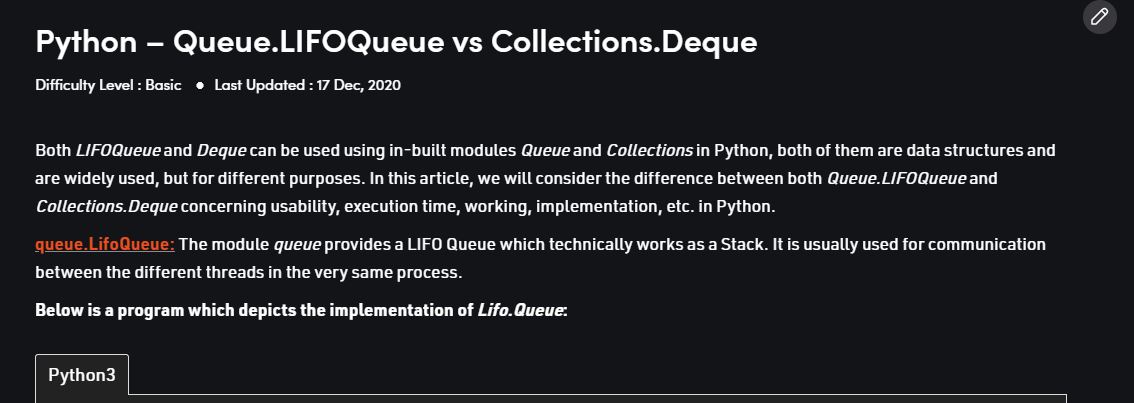 Python – Queue.LIFOQueue vs Collections.Deque
Difficulty Level : Basic ● Last Updated : 17 Dec, 2020
Both LIFOQueue and Deque can be used using in-built modules Queue and Collections in Python, both of them are data structures and
are widely used, but for different purposes. In this article, we will consider the difference between both Queue.LIFOQueue and
Collections.Deque concerning usability, execution time, working, implementation, etc. in Python.
queue.LifoQueue: The module queue provides a LIFO Queue which technically works as a Stack. It is usually used for communication
between the different threads in the very same process.
Below is a program which depicts the implementation of Lifo.Queue:
Python3